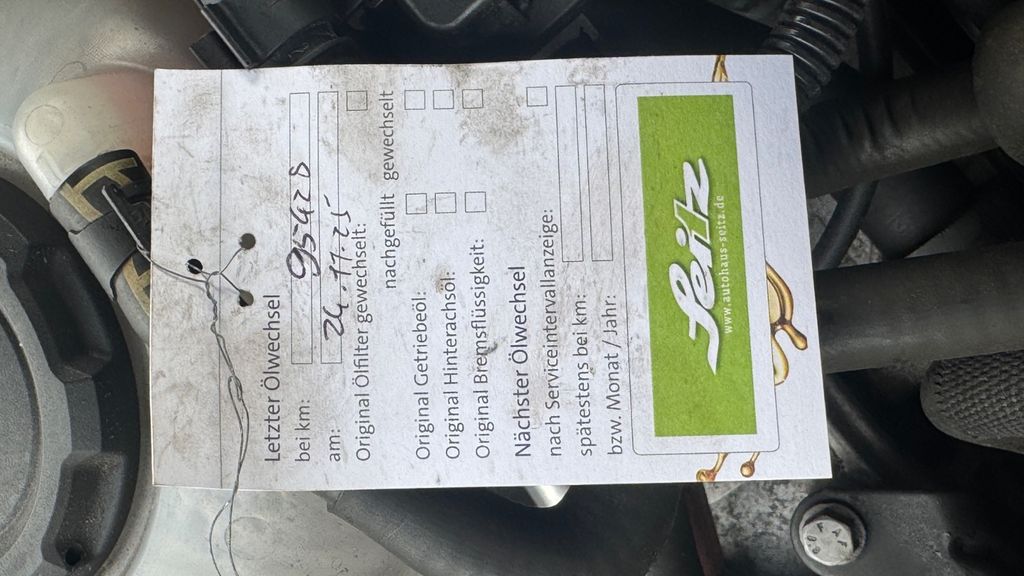 Letzter Ölwechsel
bei km: 95428
am: 24.11.25
Original Ölfilter gewechselt:
nachgefüllt gewechselt
Original Getriebeöl:
Original Hinterachsöl:
Original Bremsflüssigkeit:
Nächster Ölwechsel
nach Serviceintervallanzeige:
spätestens bei km:
bzw. Monat / Jahr:
Seitz
www.autohaus-seitz.de